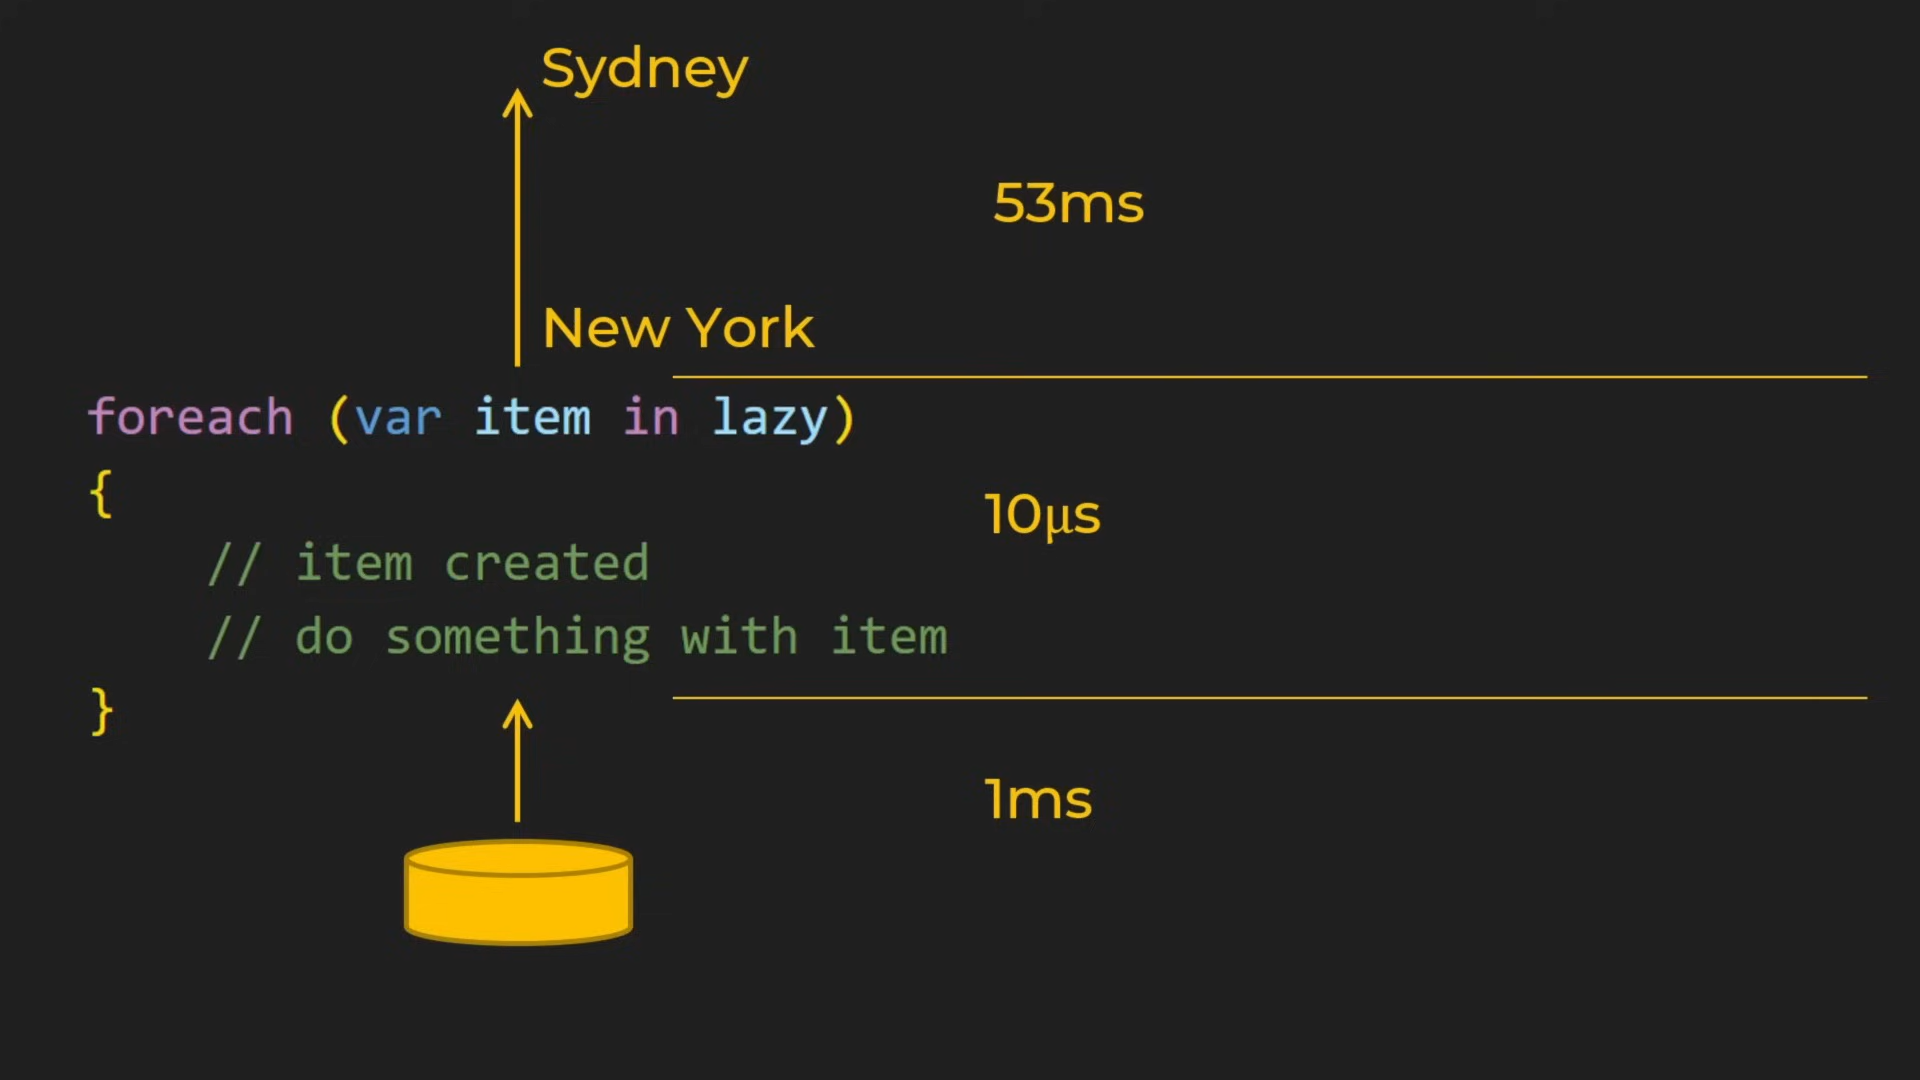 Sydney
53ms
New York
foreach (var item in lazy)
{
10µs
// item created
// do something with item
}
1ms